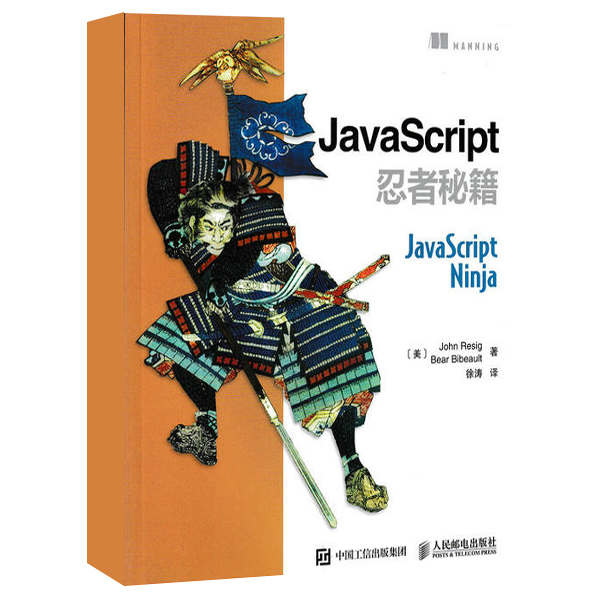 MANNING
JavaScript
忍者秘籍
JavaScript
Ninja
[美] John Resig
Bear Bibeault 著
徐涛 译
中国工信出版集团
人民邮电出版社
POSTS & TELECOM PRESS